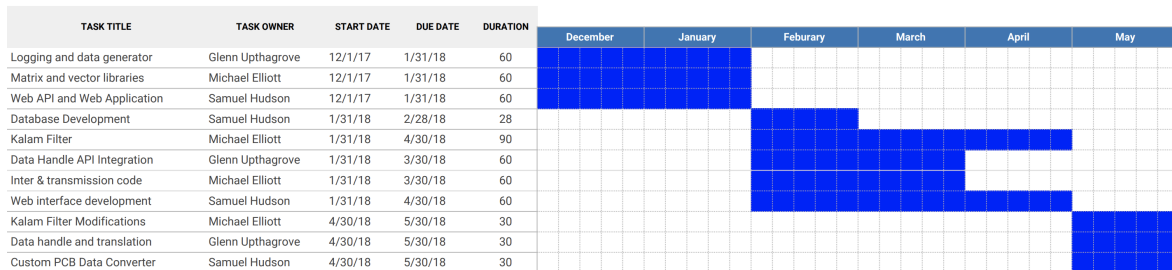 TASK TITLE TASK OWNER START DATE DUE DATE DURATION
December January Feburary March April May
Logging and data generator Glenn Upthagrove 12/1/17 1/31/18 60
Matrix and vector libraries Michael Elliott 12/1/17 1/31/18 60
Web API and Web Application Samuel Hudson 12/1/17 1/31/18 60
Database Development Samuel Hudson 1/31/18 2/28/18 28
Kalam Filter Michael Elliott 1/31/18 4/30/18 90
Data Handle API Integration Glenn Upthagrove 1/31/18 3/30/18 60
Inter & transmission code Michael Elliott 1/31/18 3/30/18 60
Web interface development Samuel Hudson 1/31/18 4/30/18 60
Kalam Filter Modifications Michael Elliott 4/30/18 5/30/18 30
Data handle and translation Glenn Upthagrove 4/30/18 5/30/18 30
Custom PCB Data Converter Samuel Hudson 4/30/18 5/30/18 30